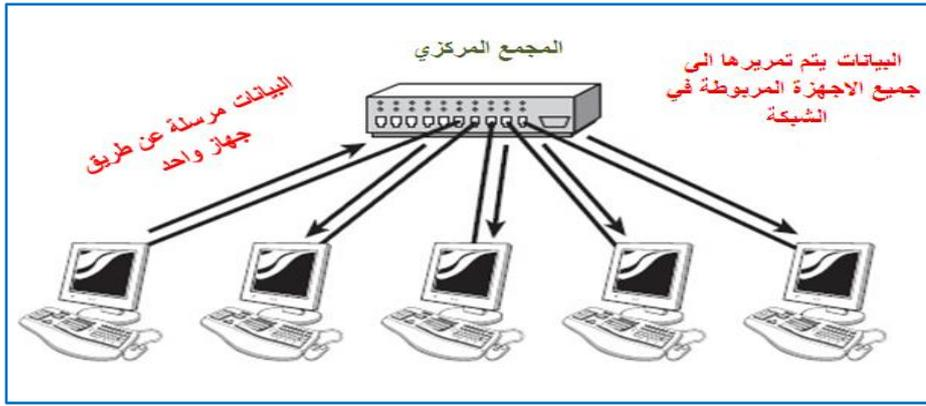 المجمع المركزي
البيانات يتم تمريرها الى
جميع الاجهزة المربوطة في
الشبكة
البيانات مرسلة عن طريق
جهاز واحد